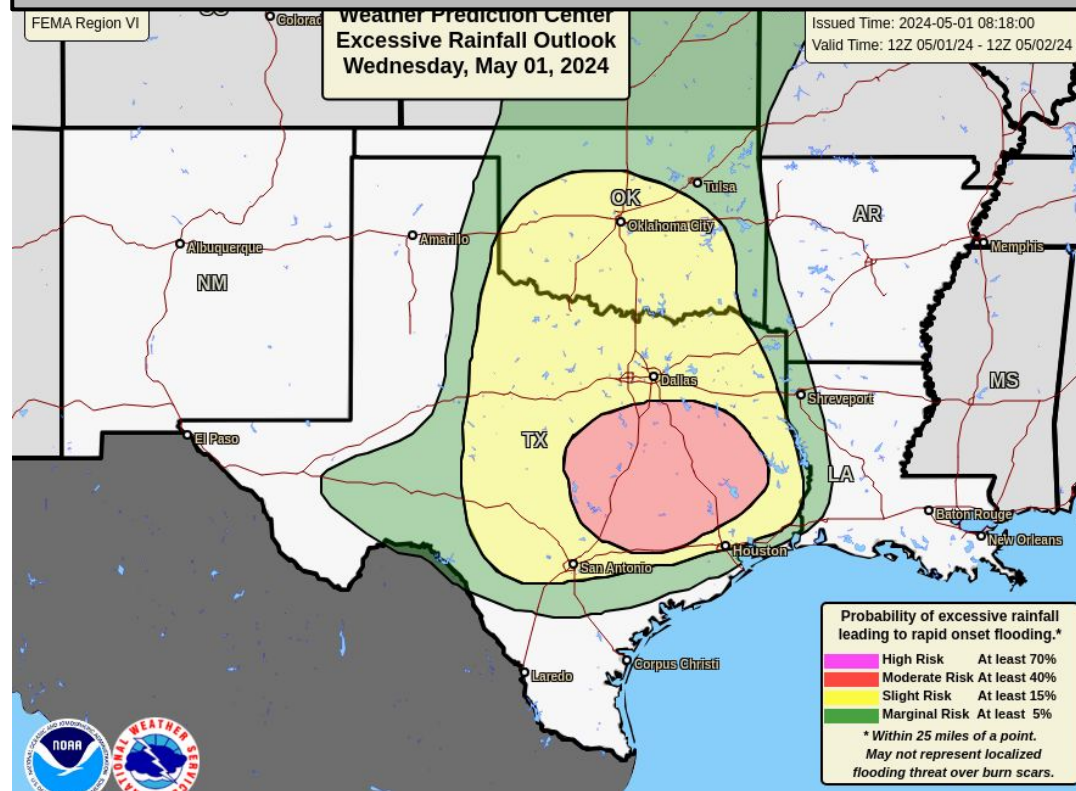 FEMA Region VI
Weather Prediction Center
Excessive Rainfall Outlook
Wednesday, May 01, 2024
Issued Time: 2024-05-01 08:18:00
Valid Time: 12Z 05/01/24 - 12Z 05/02/24
Tulsa
OK
Oklahoma City
AR
Albuquerque
Amarillo
Memphis
NM
Dallas
MS
Shreveport
El Paso
TX
LA
Baton Rouge
New Orleans
Houston
San Antonio
Corpus Christi
Laredo
Probability of excessive rainfall
leading to rapid onset flooding.*
High Risk At least 70%
Moderate Risk At least 40%
Slight Risk At least 15%
Marginal Risk At least 5%
* Within 25 miles of a point.
May not represent localized
flooding threat over burn scars.
NOAA